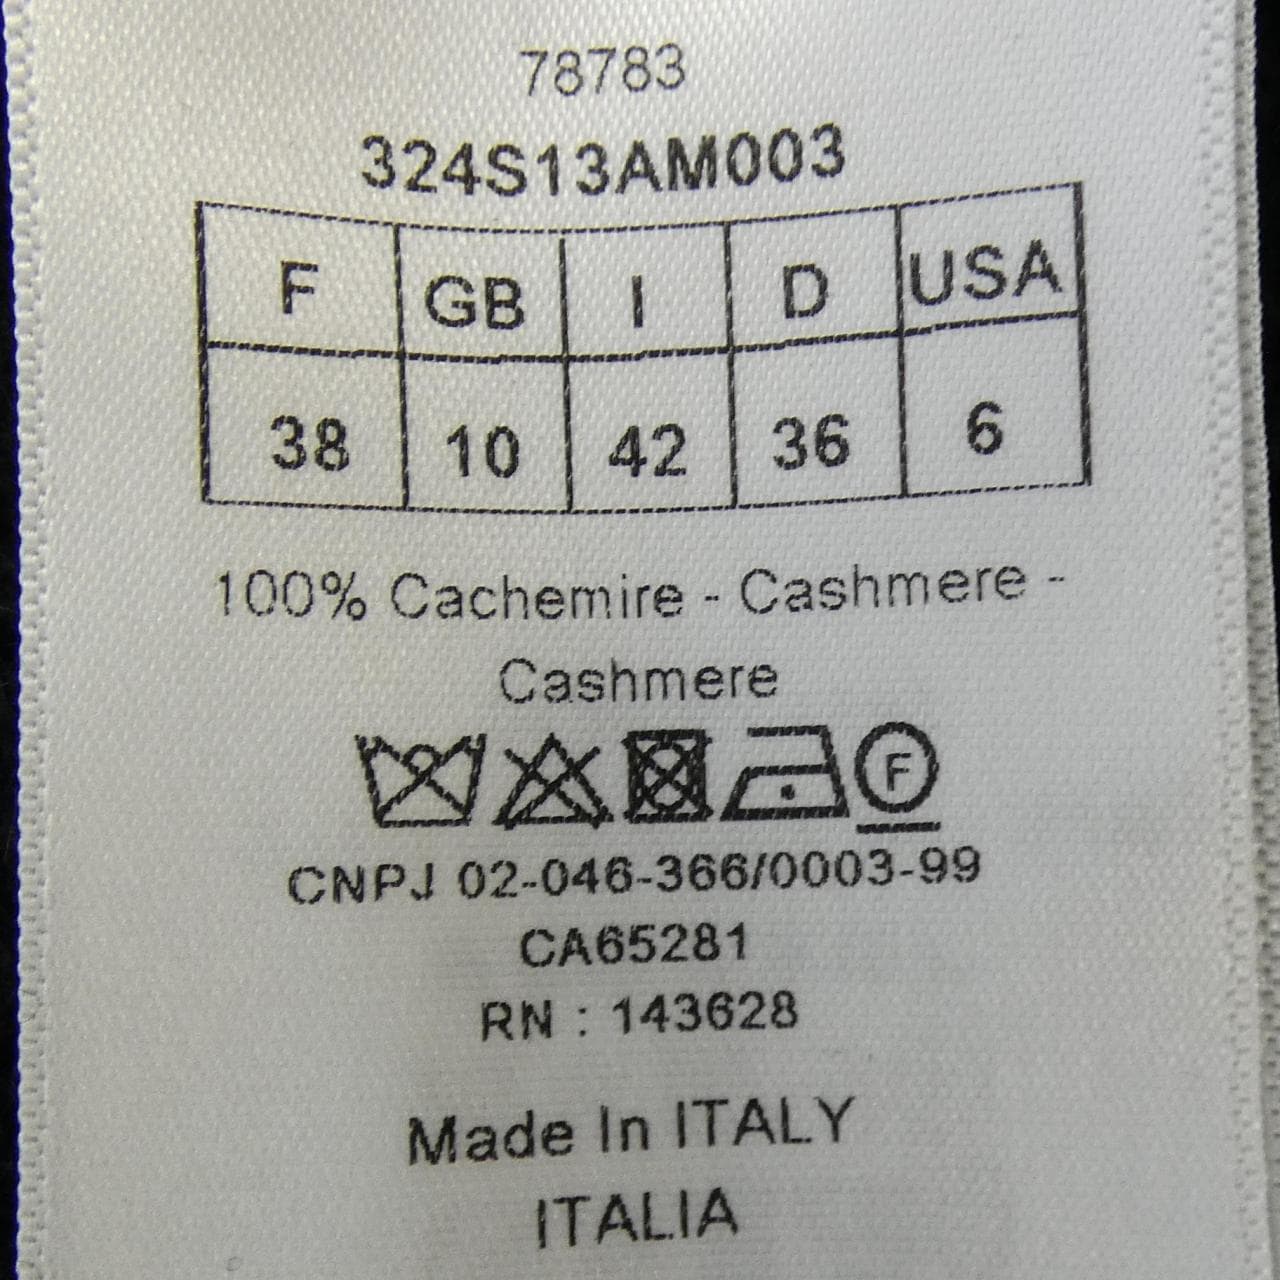 78783
324S13AM003
F GB I D USA
38 10 42 36 6
100% Cachemire - Cashmere -
Cashmere
F
CNPJ 02-046-366/0003-99
CA65281
RN : 143628
Made In ITALY
ITALIA